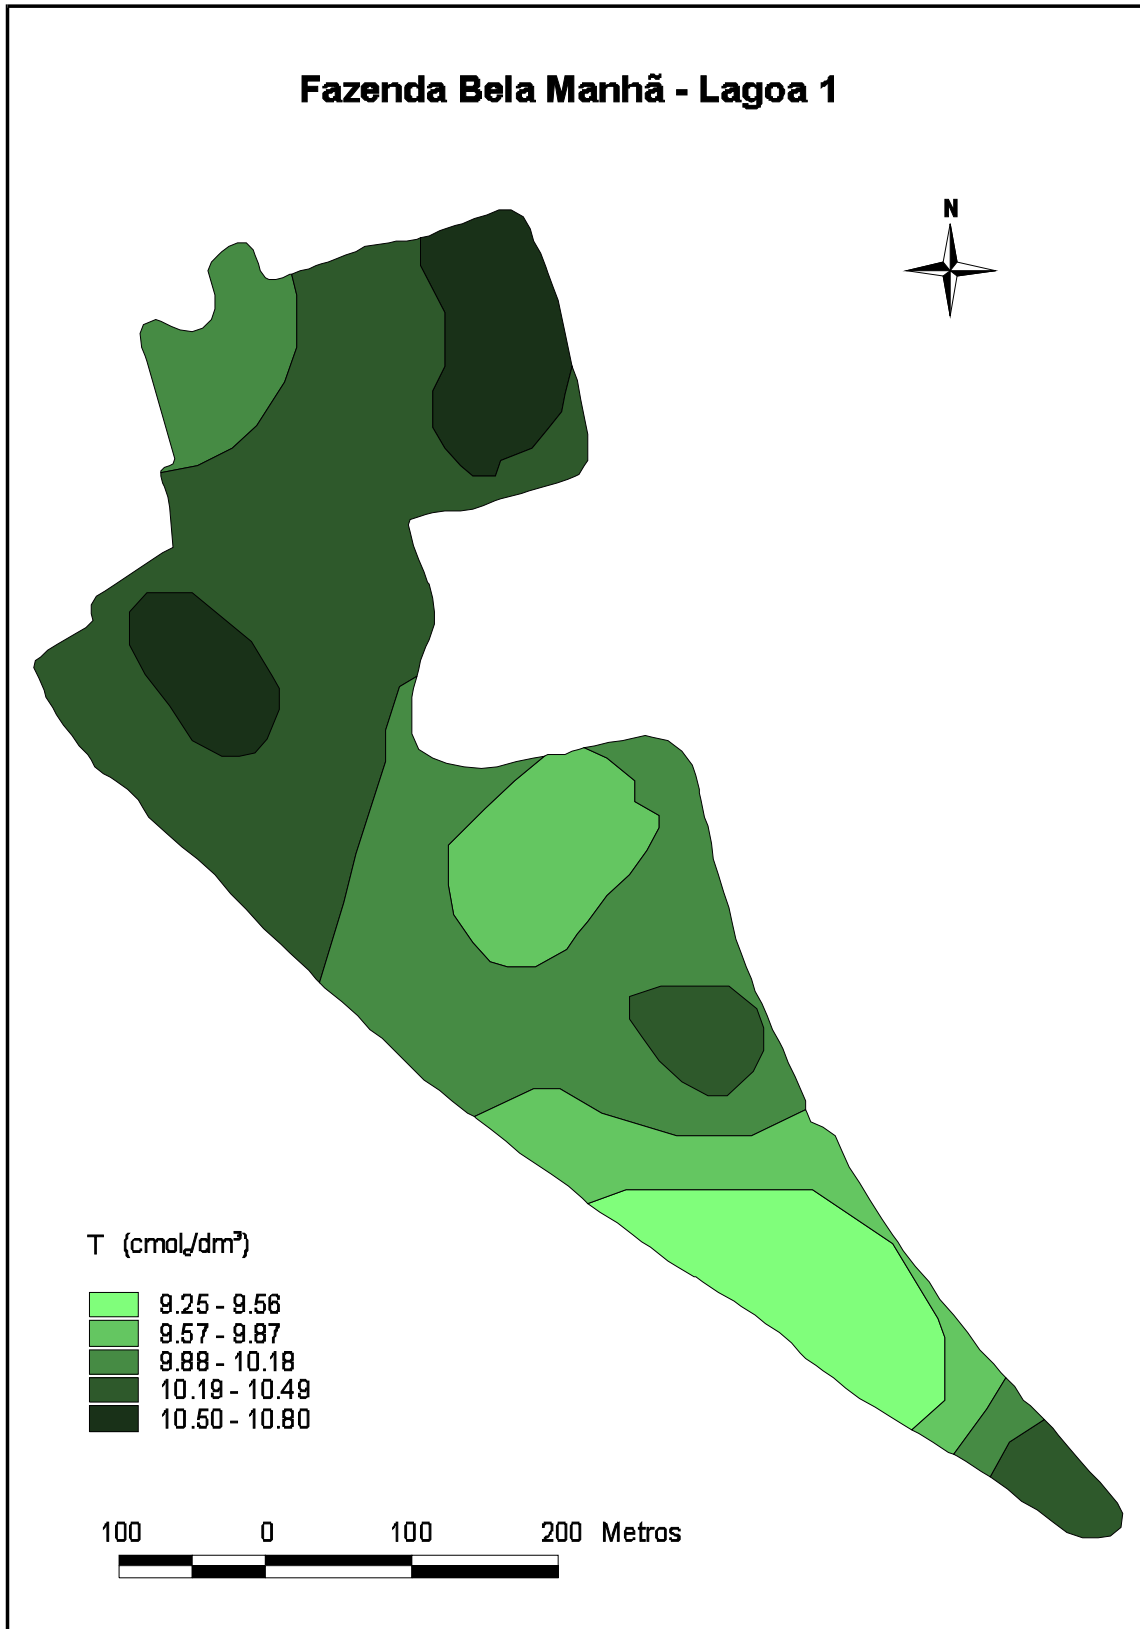 Fazenda Bela Manhã - Lagoa 1
N
T (cmolc/dm³)
9.25 - 9.56
9.57 - 9.87
9.88 - 10.18
10.19 - 10.49
10.50 - 10.80
100 0 100 200 Metros